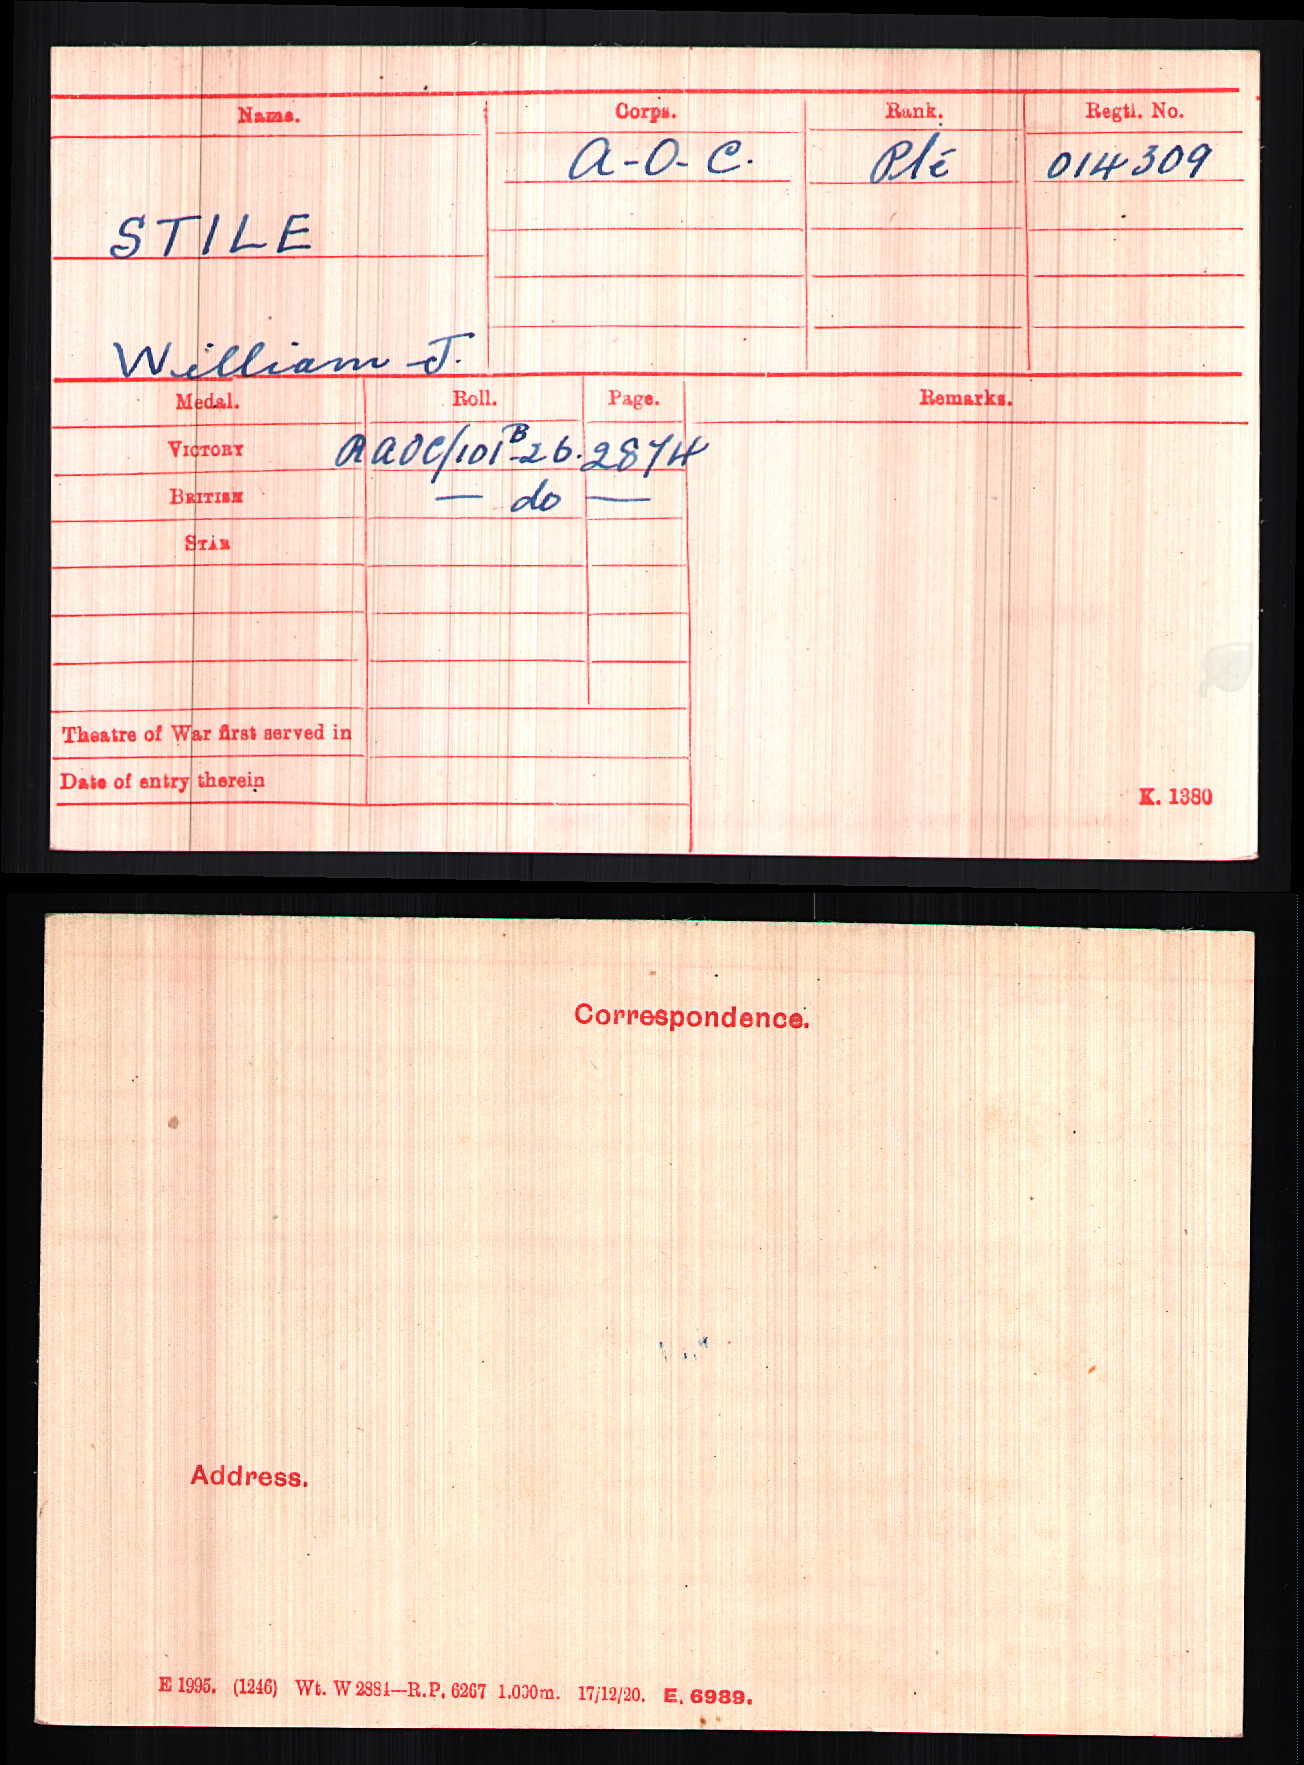 Name. Corps. Rank. Regtl. No.
A-O-C. Pte 014309
STILE
William J.
Medal. Roll. Page. Remarks.
VICTORY RAOC/101B-26. 2874
BRITISH — do —
STAR
Theatre of War first served in
Date of entry therein
K. 1380
Correspondence.
Address.
E 1995. (1246) Wt. W 2884—R.P. 6267 1.000m. 17/12/20. E. 6989.